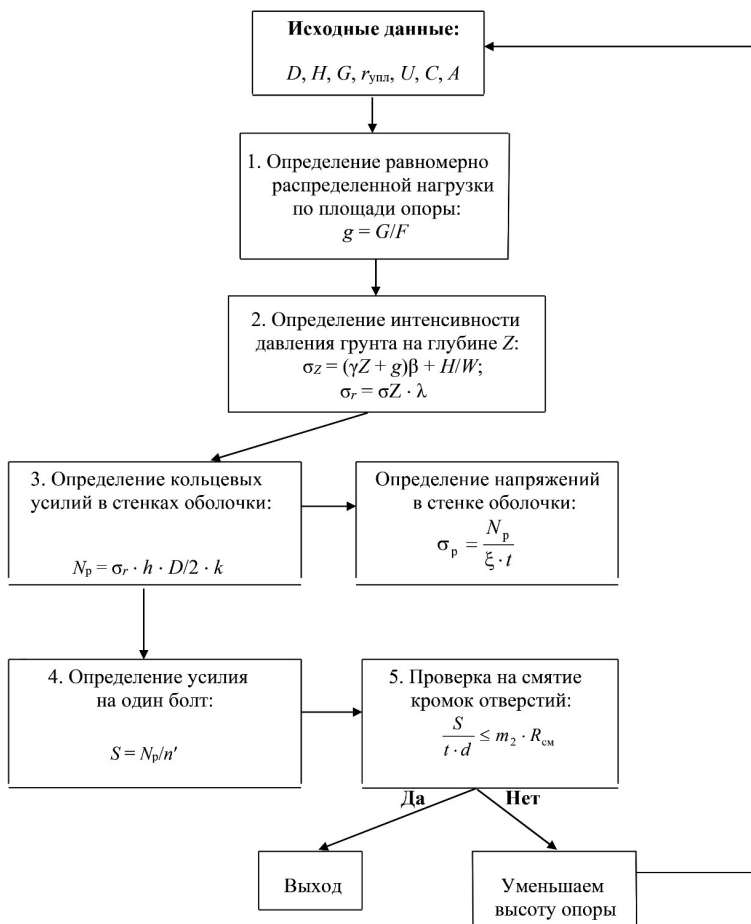 Исходные данные:
D, H, G, rупл, U, C, A
1. Определение равномерно
распределенной нагрузки
по площади опоры:
g = G/F
2. Определение интенсивности
давления грунта на глубине Z:
σZ = (γZ + g)β + H/W;
σr = σZ · λ
3. Определение кольцевых
усилий в стенках оболочки:
Nр = σr · h · D/2 · k
Определение напряжений
в стенке оболочки:
σр = Nр / ξ · t
4. Определение усилия
на один болт:
S = Nр/n′
5. Проверка на смятие
кромок отверстий:
S / t · d ≤ m2 · Rсм
Да
Нет
Выход
Уменьшаем
высоту опоры